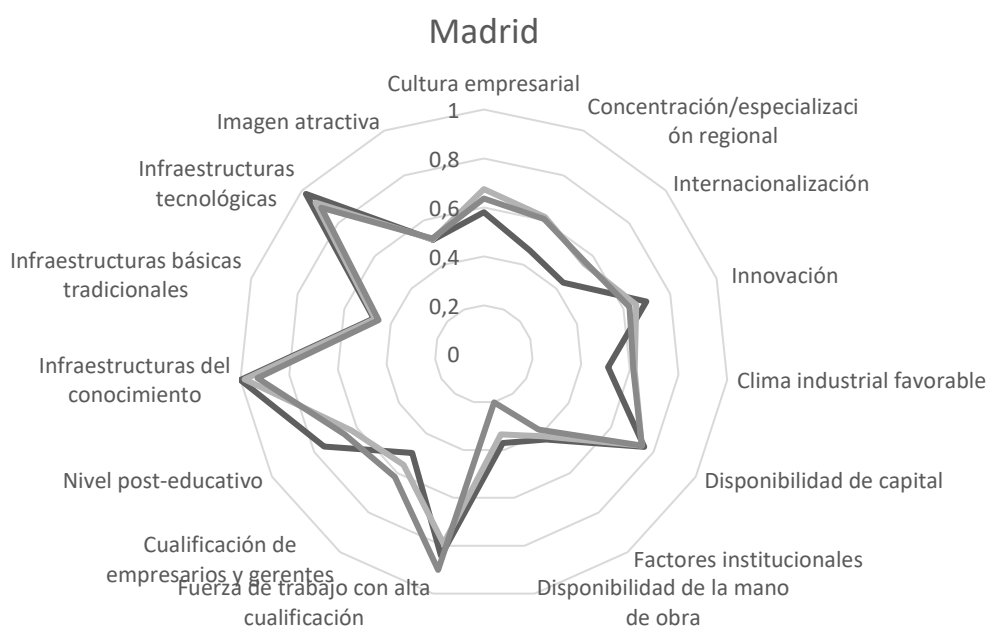 Madrid
Cultura empresarial
Concentración/especializaci
ón regional
Internacionalización
Innovación
Clima industrial favorable
Disponibilidad de capital
Factores institucionales
Disponibilidad de la mano
de obra
Fuerza de trabajo con alta
cualificación
Cualificación de
empresarios y gerentes
Nivel post-educativo
Infraestructuras del
conocimiento
Infraestructuras básicas
tradicionales
Infraestructuras
tecnológicas
Imagen atractiva
1
0,8
0,6
0,4
0,2
0